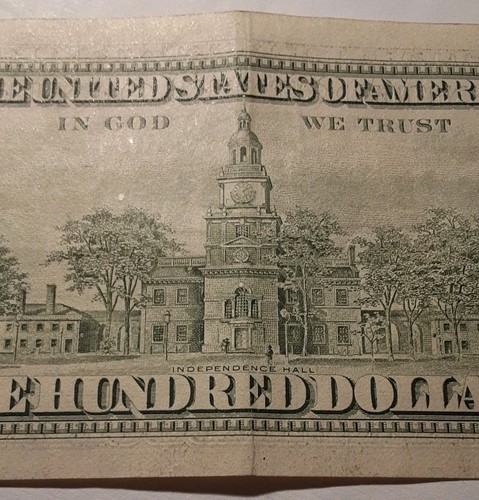 E UNITED STATES OF AMER
IN GOD WE TRUST
INDEPENDENCE HALL
E HUNDRED DOLLA